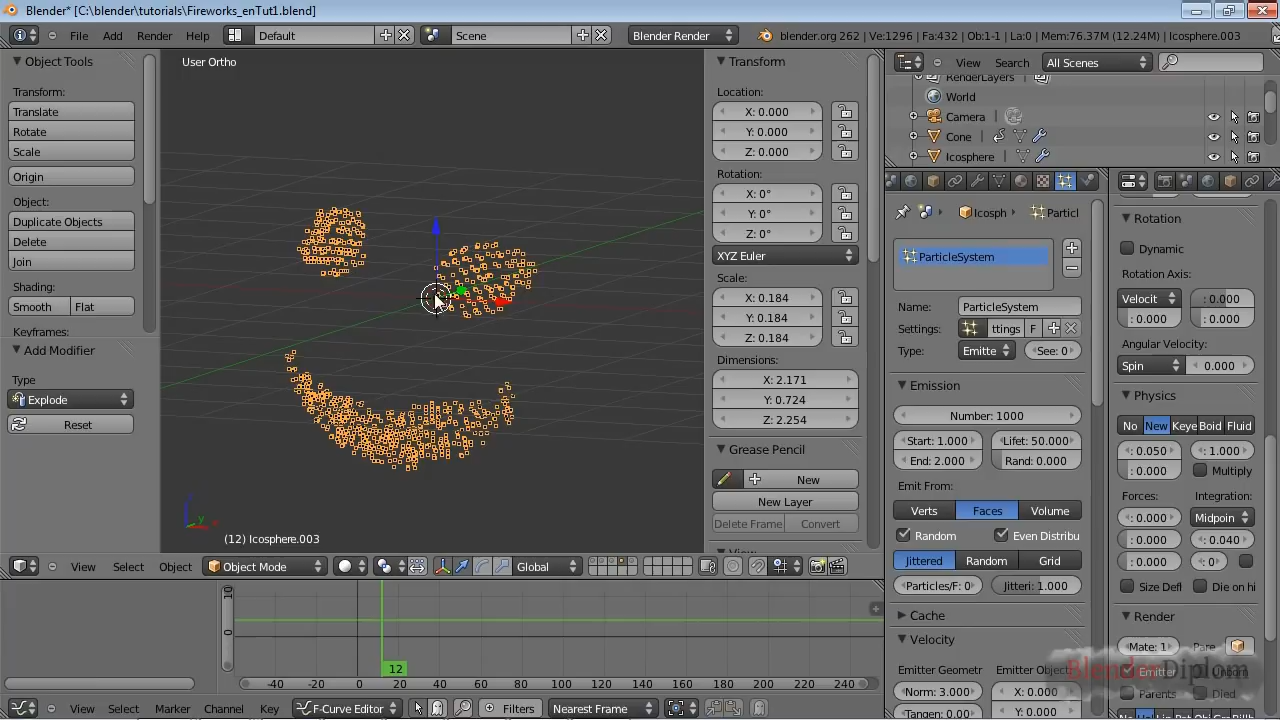 Blender* [C:\blender\tutorials\Fireworks_enTut1.blend]
File Add Render Help Default Scene Blender Render blender.org 262 | Ve:1296 | Fa:432 | Ob:1-1 | La:0 | Mem:76.37M (12.24M) | Icosphere.003
Object Tools
Transform:
Translate
Rotate
Scale
Origin
Object:
Duplicate Objects
Delete
Join
Shading:
Smooth Flat
Keyframes:
Add Modifier
Type
Explode
Reset
User Ortho
(12) Icosphere.003
Transform
Location:
X: 0.000
Y: 0.000
Z: 0.000
Rotation:
X: 0°
Y: 0°
Z: 0°
XYZ Euler
Scale:
X: 0.184
Y: 0.184
Z: 0.184
Dimensions:
X: 2.171
Y: 0.724
Z: 2.254
Grease Pencil
New
New Layer
Delete Frame Convert
View Search All Scenes
RenderLayers
World
Camera
Cone
Icosphere
Icosph Particl
ParticleSystem
Name: ParticleSystem
Settings: ttings F
Type: Emitte See: 0
Emission
Number: 1000
Start: 1.000 Lifet: 50.000
End: 2.000 Rand: 0.000
Emit From:
Verts Faces Volume
Random Even Distribu
Jittered Random Grid
Particles/F: 0 Jitteri: 1.000
Cache
Velocity
Emitter Geometr Emitter Objec
Norm: 3.000 X: 0.000
Tangen: 0.00 Y: 0.000
Rotation
Dynamic
Rotation Axis:
Velocit : 0.000
: 0.000 : 0.000
Angular Velocity:
Spin : 0.000
Physics
No New Keye Boid Fluid
: 0.050 : 1.000
: 0.000 Multiply
Forces: Integration:
: 0.000 Midpoin
: 0.000 : 0.040
: 0.000 : 0
Size Defl Die on hi
Render
Mate: 1 Pare
Emitter Unborn
Parents Died
BlenderDiplom
View Select Object Object Mode Global
10
0
12
-40 -20 0 20 40 60 80 100 120 140 160 180 200 220 240
View Select Marker Channel Key F-Curve Editor Filters Nearest Frame